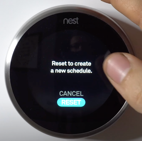 nest
Reset to create
a new schedule.
CANCEL
RESET